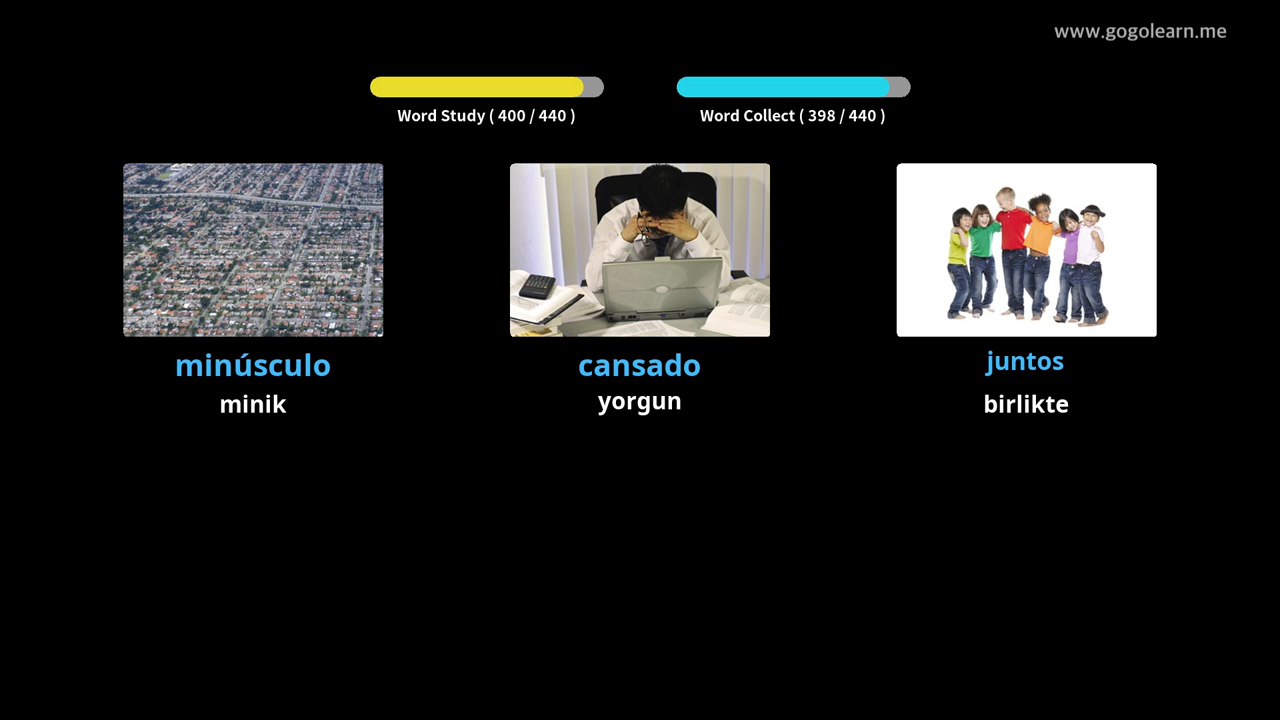 www.gogolearn.me
Word Study ( 400 / 440 )
Word Collect ( 398 / 440 )
minúsculo
minik
cansado
yorgun
juntos
birlikte